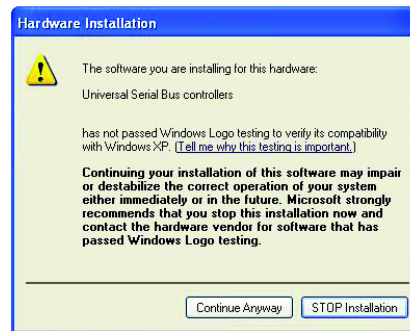 Hardware Installation
The software you are installing for this hardware:
Universal Serial Bus controllers
has not passed Windows Logo testing to verify its compatibility
with Windows XP. (Tell me why this testing is important.)
Continuing your installation of this software may impair
or destabilize the correct operation of your system
either immediately or in the future. Microsoft strongly
recommends that you stop this installation now and
contact the hardware vendor for software that has
passed Windows Logo testing.
Continue Anyway
STOP Installation